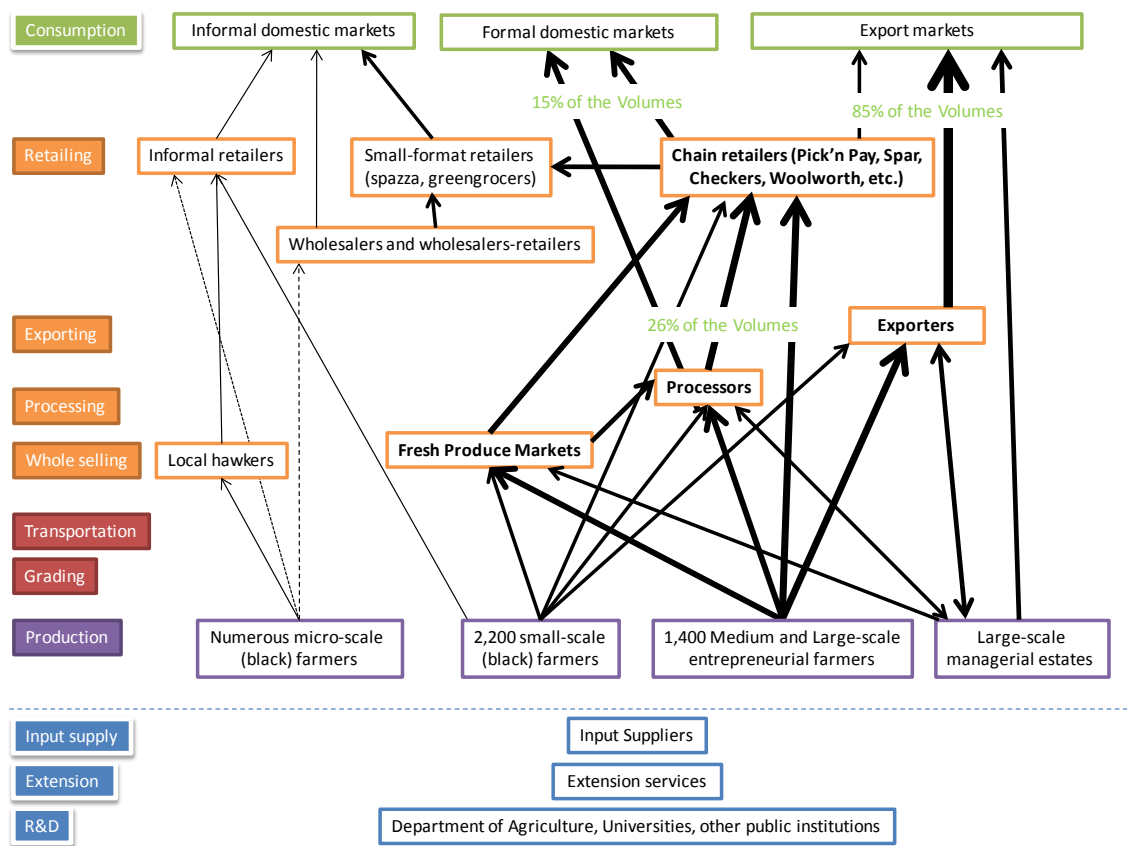 Consumption
Informal domestic markets
Formal domestic markets
Export markets
15% of the Volumes
85% of the Volumes
Retailing
Informal retailers
Small-format retailers
(spazza, greengrocers)
Chain retailers (Pick’n Pay, Spar,
Checkers, Woolworth, etc.)
Wholesalers and wholesalers-retailers
Exporting
26% of the Volumes
Exporters
Processing
Processors
Whole selling
Local hawkers
Fresh Produce Markets
Transportation
Grading
Production
Numerous micro-scale
(black) farmers
2,200 small-scale
(black) farmers
1,400 Medium and Large-scale
entrepreneurial farmers
Large-scale
managerial estates
Input supply
Input Suppliers
Extension
Extension services
R&D
Department of Agriculture, Universities, other public institutions